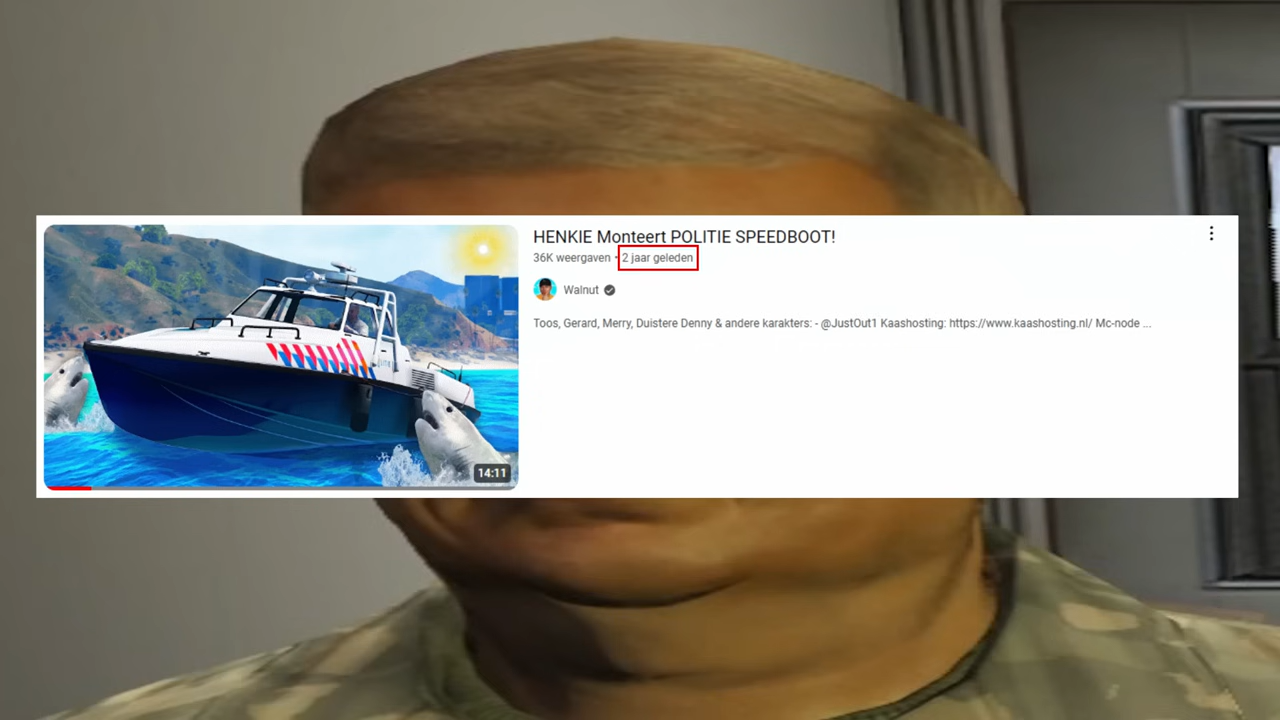 HENKIE Monteert POLITIE SPEEDBOOT!
36K weergaven • 2 jaar geleden
Walnut
Toos, Gerard, Merry, Duistere Denny & andere karakters: - @JustOut1 Kaashosting: https://www.kaashosting.nl/ Mc-node ...
14:11